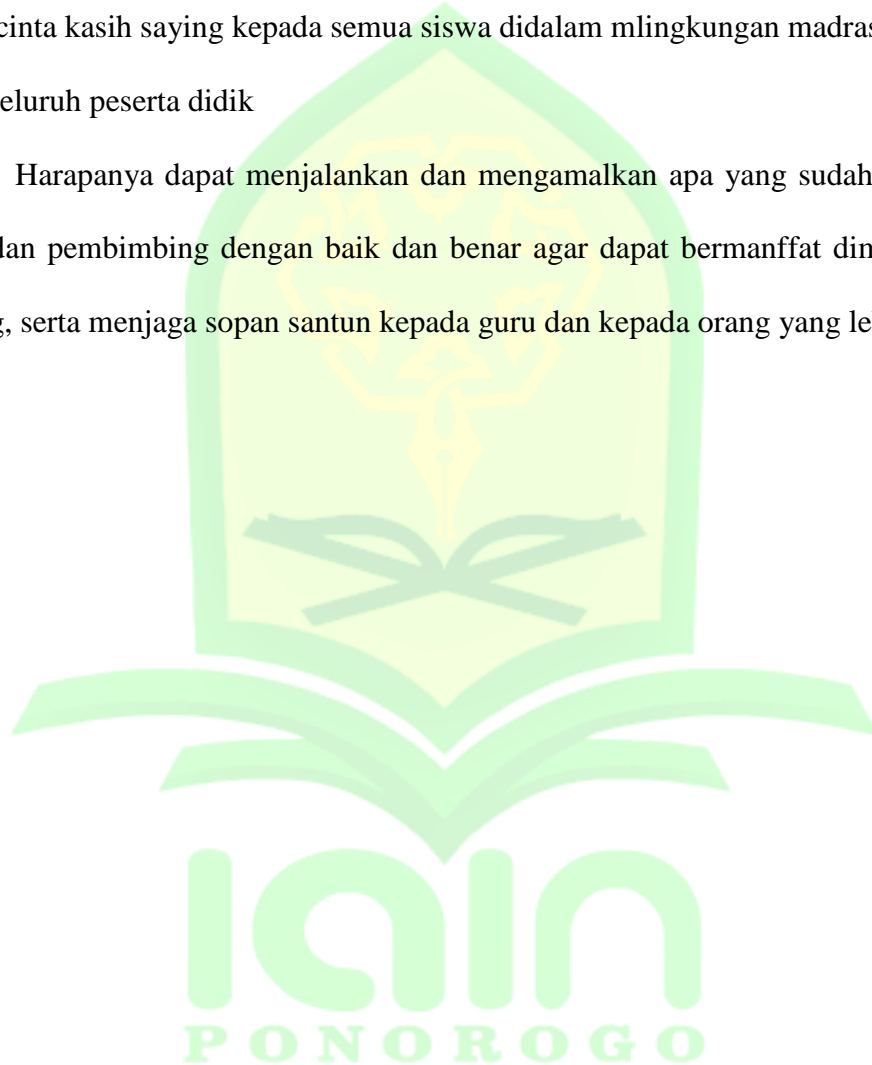 cinta kasih saying kepada semua siswa didalam mlingkungan madras
eluruh peserta didik
Harapanya dapat menjalankan dan mengamalkan apa yang sudah
dan pembimbing dengan baik dan benar agar dapat bermanffat dim
g, serta menjaga sopan santun kepada guru dan kepada orang yang le
iain
PONOROGO